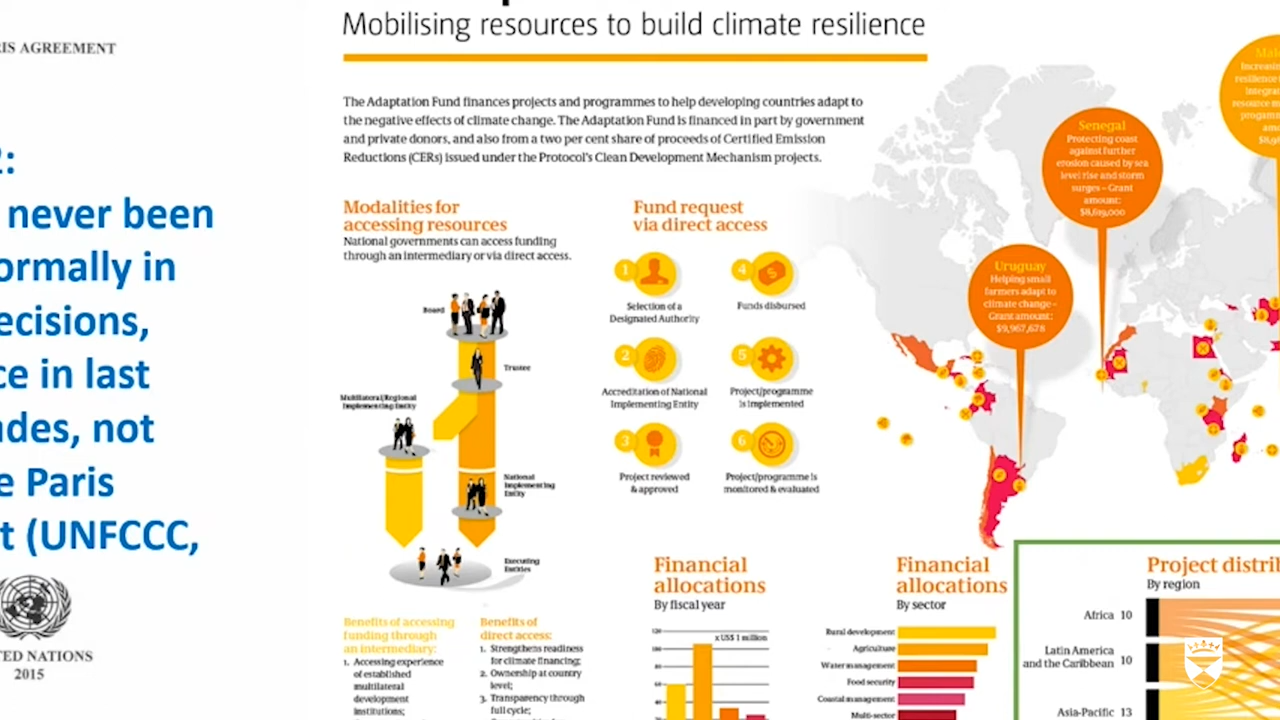 IS AGREEMENT
2:
never been
ormally in
ecisions,
ce in last
ades, not
e Paris
t (UNFCCC,
TED NATIONS
2015
Mobilising resources to build climate resilience
The Adaptation Fund finances projects and programmes to help developing countries adapt to
the negative effects of climate change. The Adaptation Fund is financed in part by government
and private donors, and also from a two per cent share of proceeds of Certified Emission
Reductions (CERs) issued under the Protocol's Clean Development Mechanism projects.
Modalities for
accessing resources
National governments can access funding
through an intermediary or via direct access.
Board
Trustee
Multilateral/Regional
Implementing Entity
National
Implementing
Entity
Executing
Entities
Fund request
via direct access
1
Selection of a
Designated Authority
2
Accreditation of National
Implementing Entity
3
Project reviewed
& approved
4
Funds disbursed
5
Project/programme
is implemented
6
Project/programme is
monitored & evaluated
Uruguay
Helping small
farmers adapt to
climate change –
Grant amount:
$9,967,678
Senegal
Protecting coast
against further
erosion caused by sea
level rise and storm
surges – Grant
amount:
$8,619,000
Increasin
resilience
integra
resource m
Benefits of accessing
funding through
an intermediary:
1. Accessing experience
of established
multilateral
development
institutions;
Benefits of
direct access:
1. Strengthens readiness
for climate financing;
2. Ownership at country
level;
3. Transparency through
full cycle;
Financial
allocations
By fiscal year
x US$ 1 million
120
100
80
60
40
20
Financial
allocations
By sector
Rural development
Agriculture
Water management
Food security
Coastal management
Multi-sector
Project distrib
By region
Africa 10
Latin America
and the Caribbean 10
Asia-Pacific 13